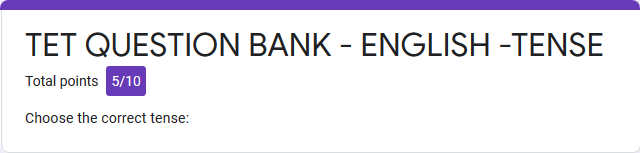 TET QUESTION BANK - ENGLISH -TENSE
Total points 5/10
Choose the correct tense: